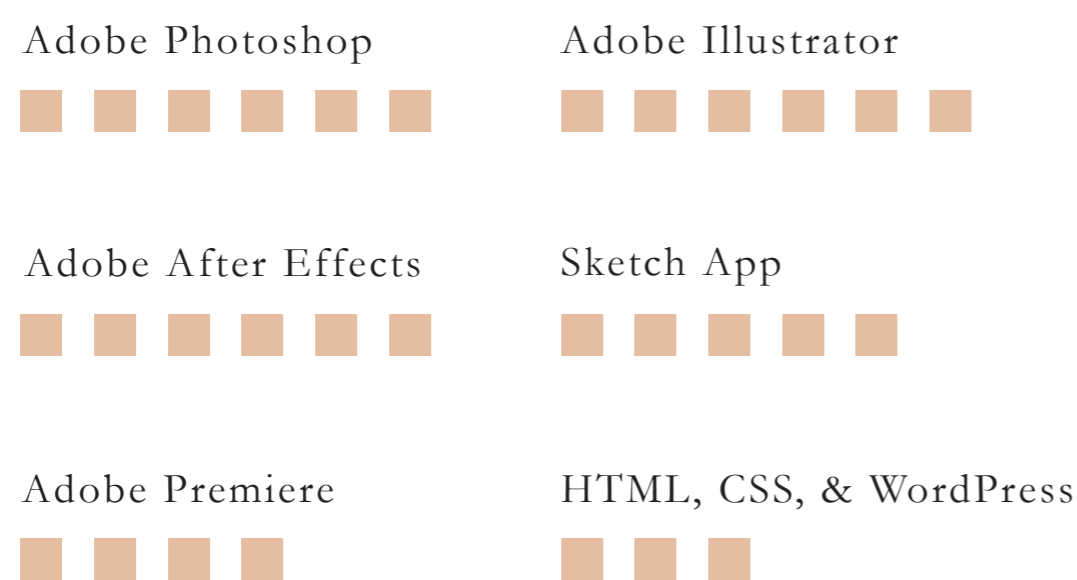 Adobe Photoshop
Adobe Illustrator
Adobe After Effects
Sketch App
Adobe Premiere
HTML, CSS, & WordPress